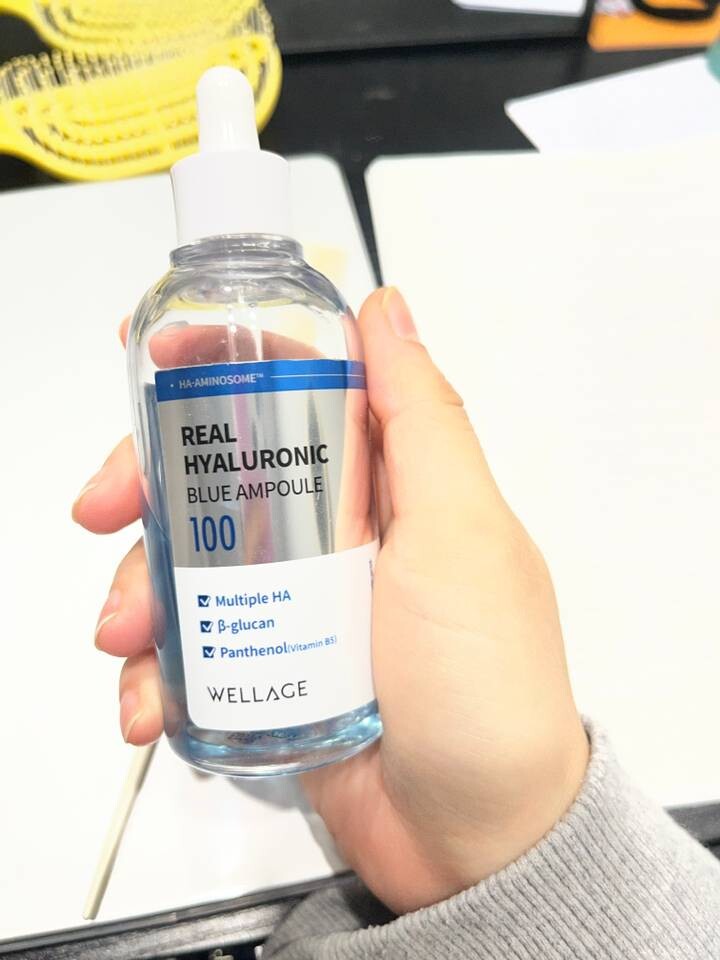 • HA-AMINOSOME™
REAL
HYALURONIC
BLUE AMPOULE
100
Multiple HA
β-glucan
Panthenol(Vitamin B5)
WELLAGE